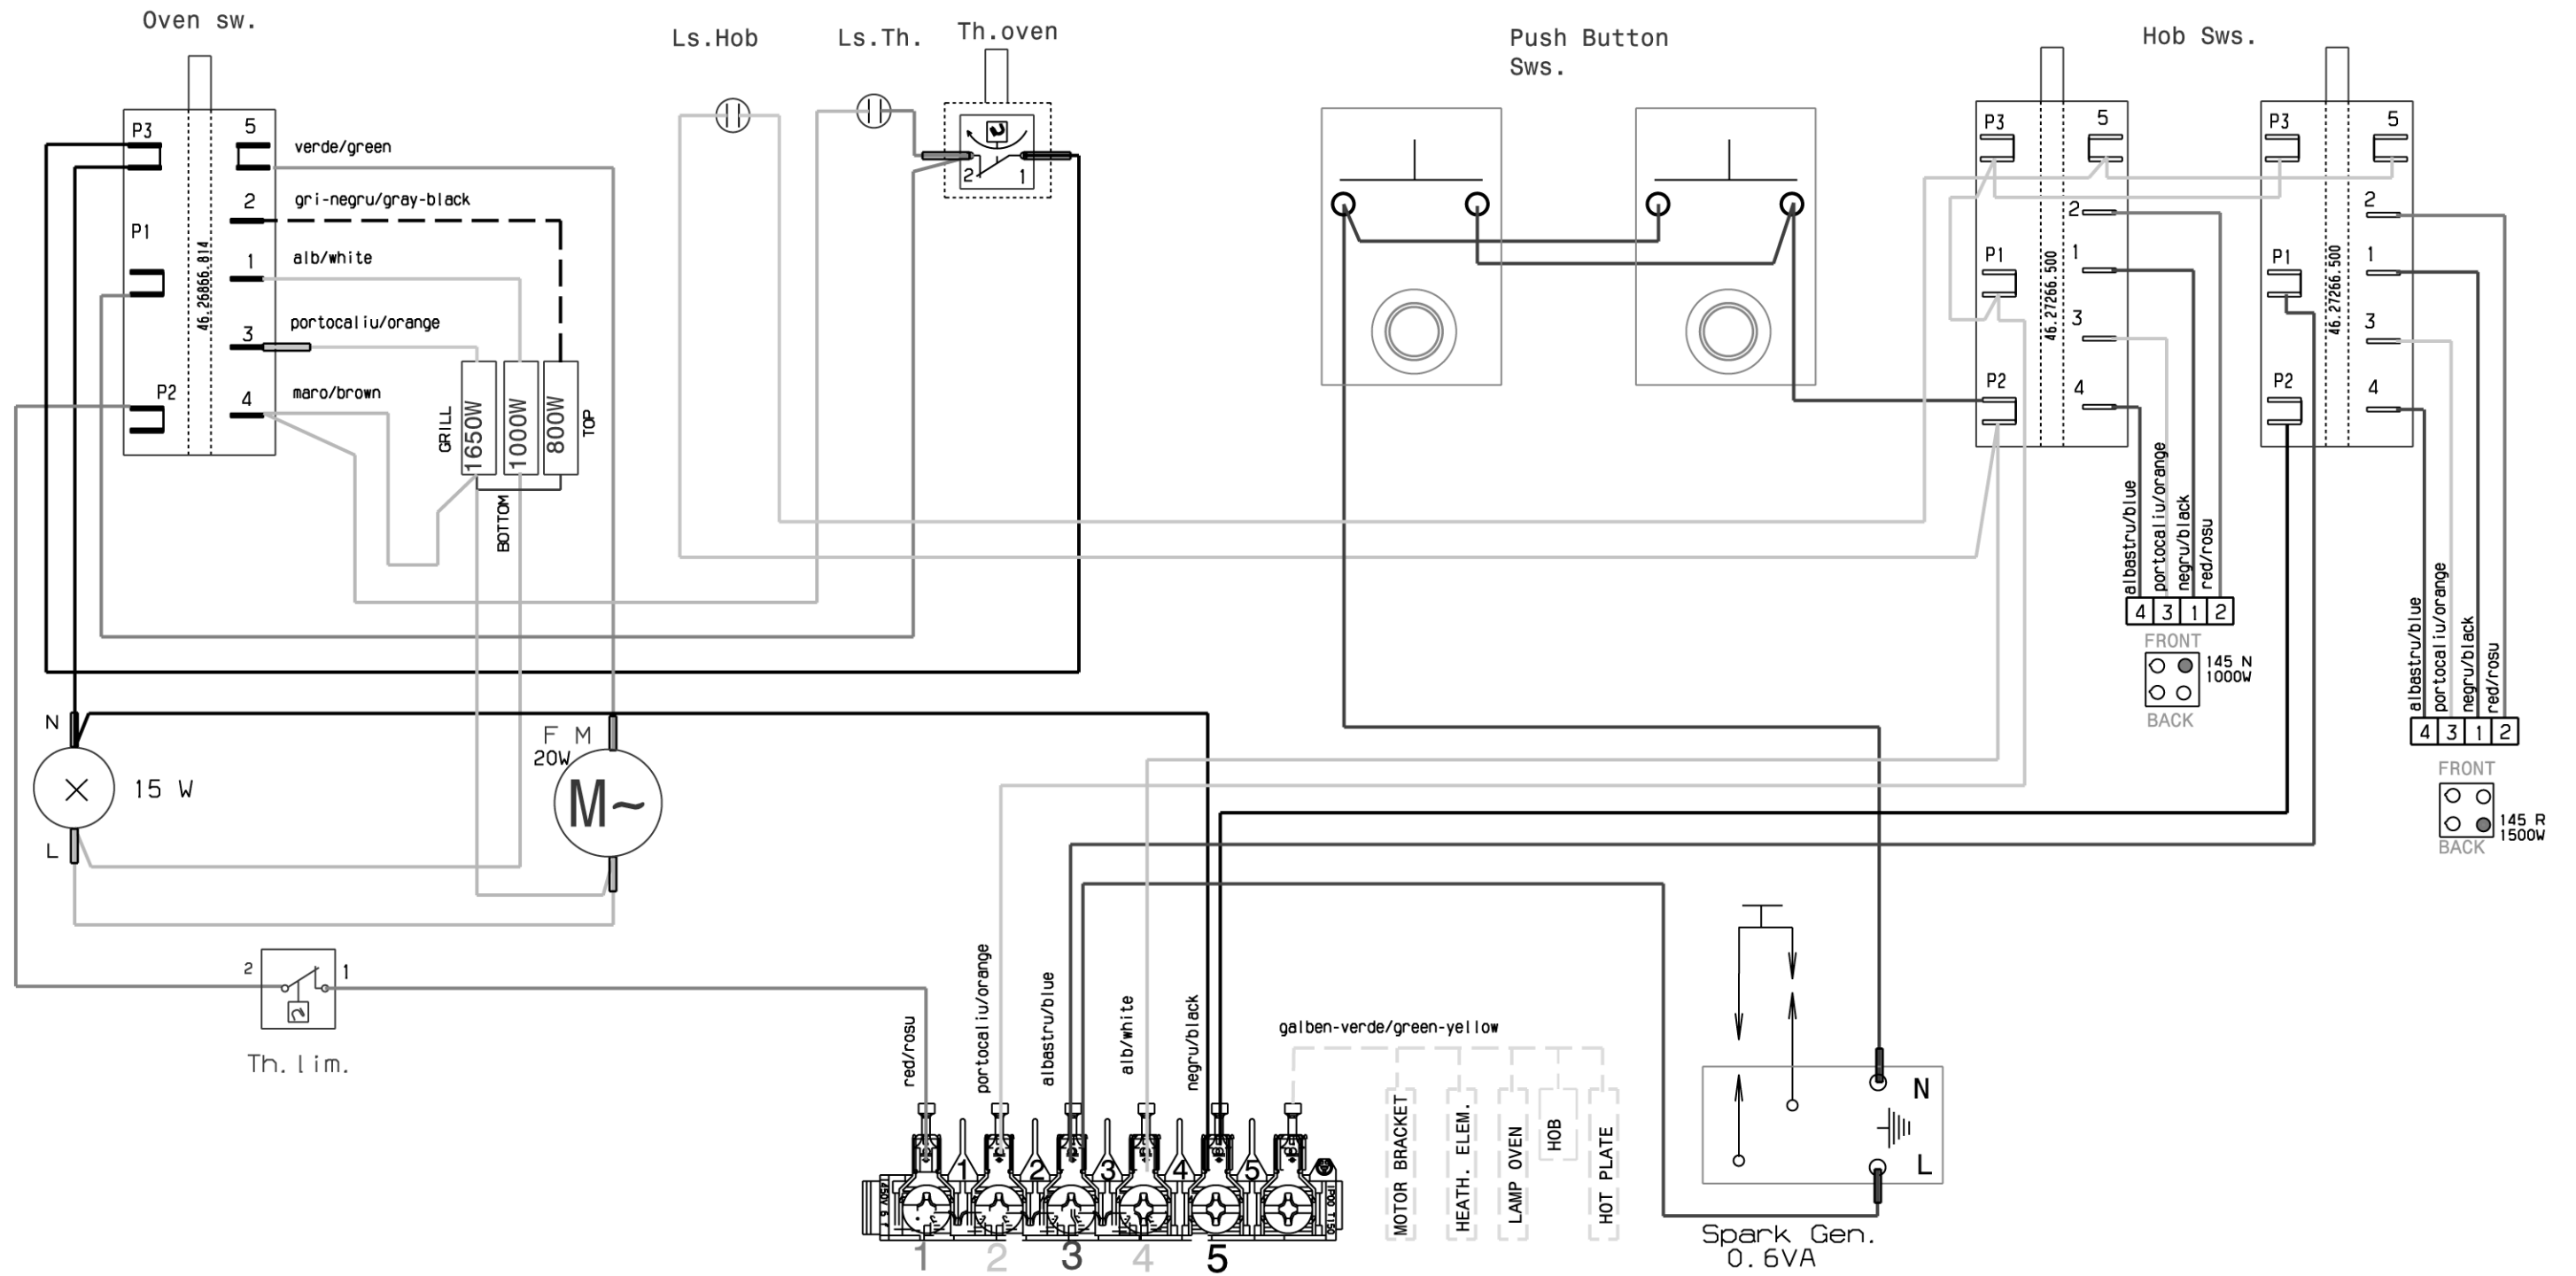 Oven sw.
Ls.Hob
Ls.Th.
Th.oven
Push Button
Sws.
Hob Sws.
P3
5
verde/green
2
gri-negru/gray-black
P1
46.26866.814
1
alb/white
3
portocaliu/orange
P2
4
maro/brown
GRILL
1650W
1000W
800W
TOP
BOTTOM
2
1
P3
5
2
P1
1
46.27266.500
3
P2
4
P3
5
2
P1
1
46.27266.500
3
P2
4
albastru/blue
portocaliu/orange
negru/black
red/rosu
4
3
1
2
FRONT
145 N
1000W
BACK
albastru/blue
portocaliu/orange
negru/black
red/rosu
4
3
1
2
FRONT
145 R
1500W
BACK
N
15 W
L
F M
20W
M~
2
1
Th.lim.
red/rosu
portocaliu/orange
albastru/blue
alb/white
negru/black
galben-verde/green-yellow
MOTOR BRACKET
HEATH. ELEM.
LAMP OVEN
HOB
HOT PLATE
N
L
Spark Gen.
0.6VA
1
2
3
4
5
1
2
3
4
5